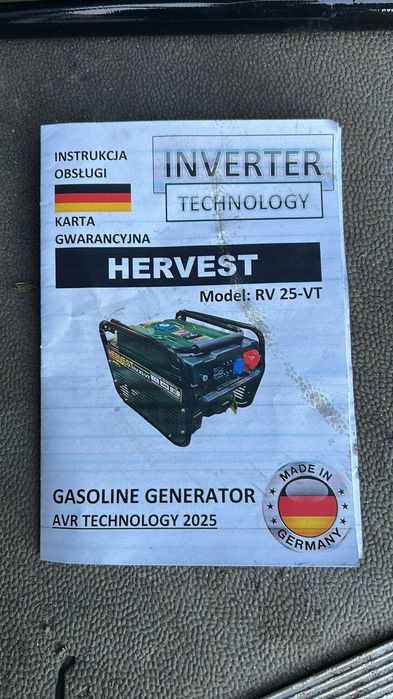 INSTRUKCJA
OBSŁUGI
INVERTER
TECHNOLOGY
KARTA
GWARANCYJNA
HERVEST
Model: RV 25-VT
HERVEST
GASOLINE GENERATOR
AVR TECHNOLOGY 2025
MADE IN
GERMANY